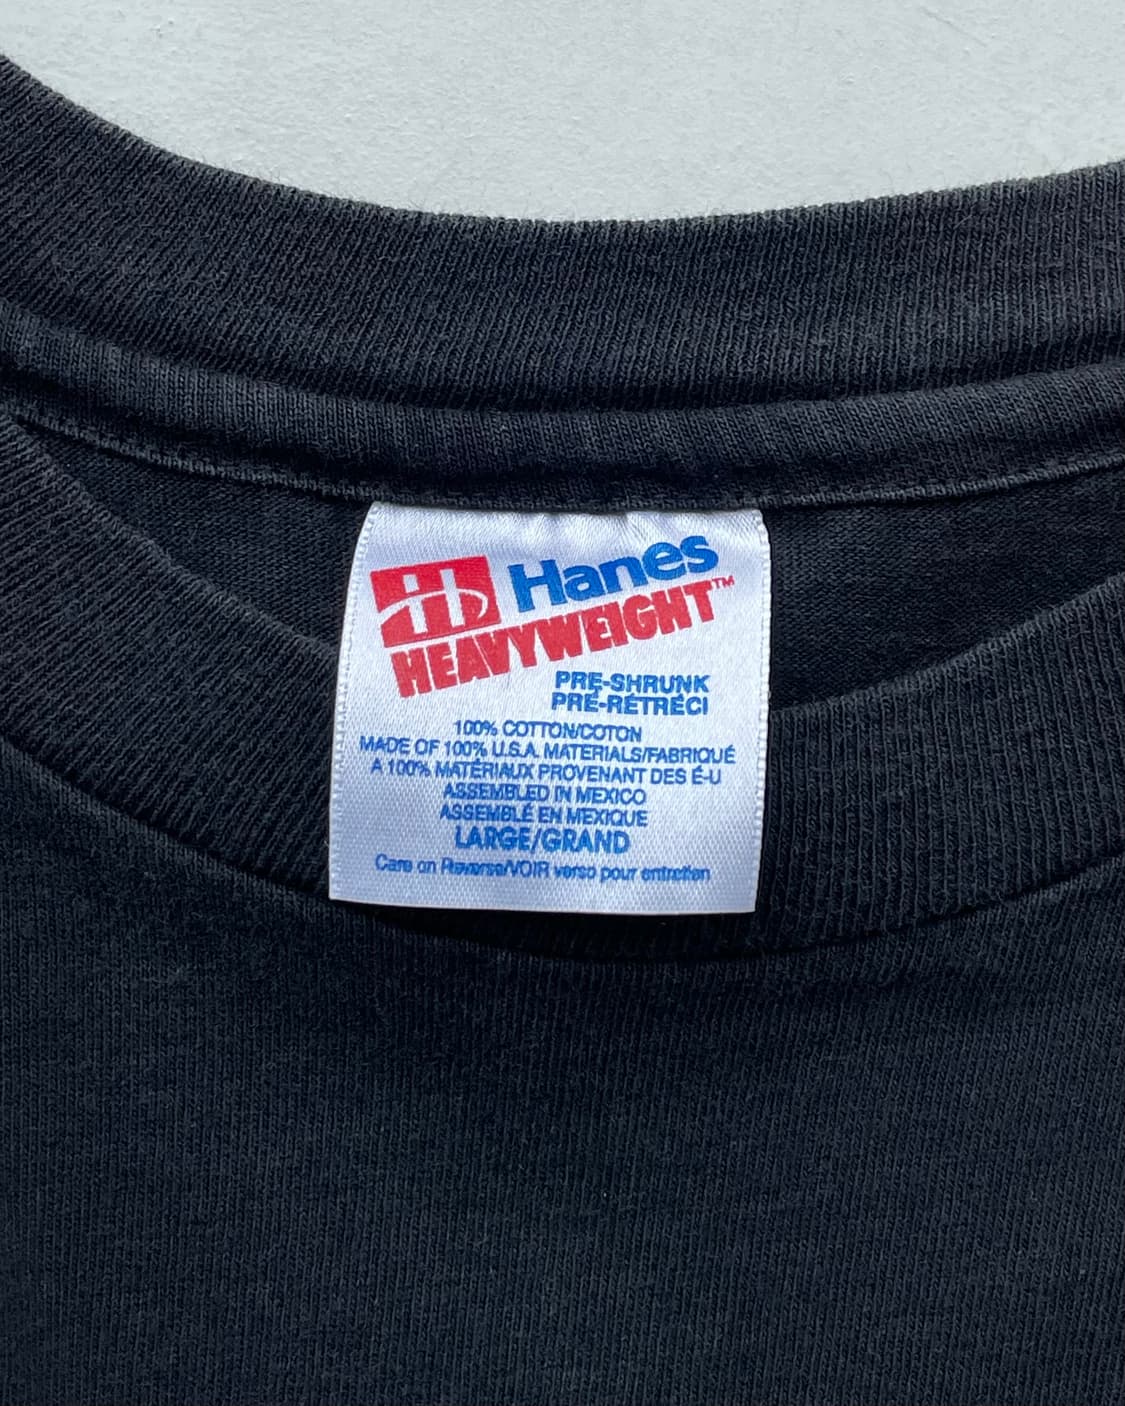 Hanes
HEAVYWEIGHT™
PRE-SHRUNK
PRÉ-RÉTRÉCI
100% COTTON/COTON
MADE OF 100% U.S.A. MATERIALS/FABRIQUÉ
A 100% MATÉRIAUX PROVENANT DES É-U
ASSEMBLED IN MEXICO
ASSEMBLÉ EN MEXIQUE
LARGE/GRAND
Care on Reverse/VOIR verso pour entretien